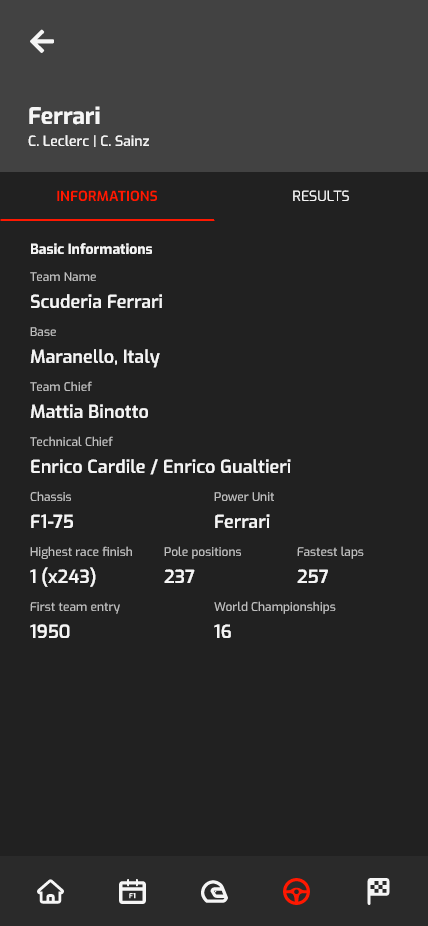 Ferrari
C. Leclerc | C. Sainz
INFORMATIONS RESULTS
Basic Informations
Team Name
Scuderia Ferrari
Base
Maranello, Italy
Team Chief
Mattia Binotto
Technical Chief
Enrico Cardile / Enrico Gualtieri
Chassis Power Unit
F1-75 Ferrari
Highest race finish Pole positions Fastest laps
1 (x243) 237 257
First team entry World Championships
1950 16
F1